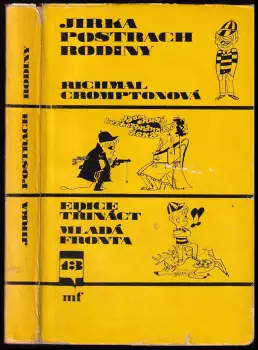 JIRKA
POSTRACH
RODINY
RICHMAL
CROMPTONOVÁ
EDICE
TŘINÁCT
MLADÁ
FRONTA
13
mf
JIRKA POSTRACH RODINY